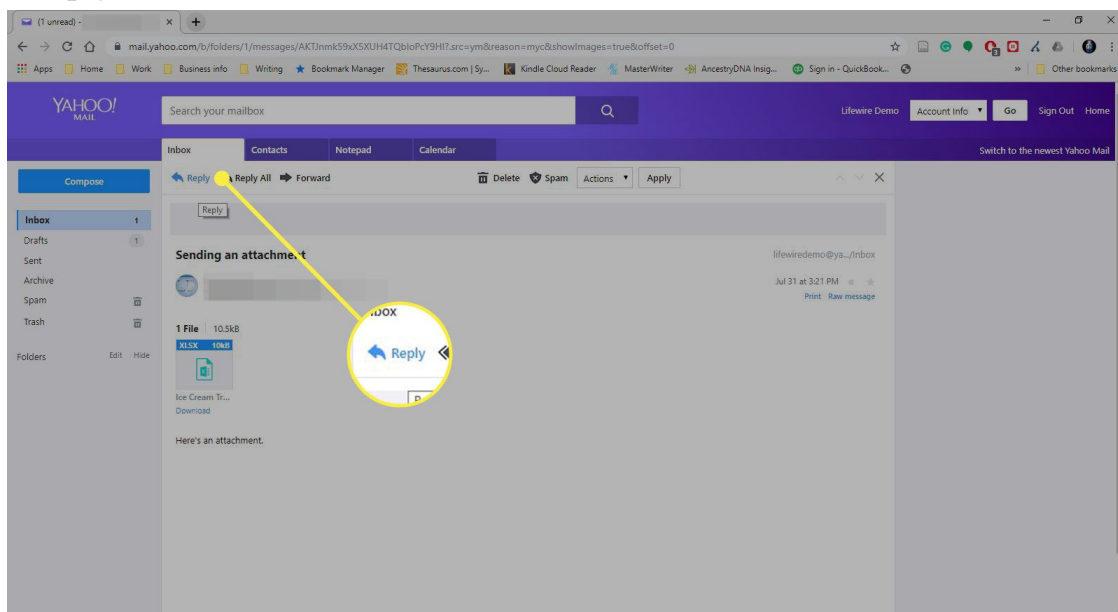 (1 unread) -
mail.yahoo.com/b/folders/1/messages/AKTJnmk59xX5XUH4TQbIoPcY9HI?.src=ym&reason=myc&showImages=true&offset=0
Apps Home Work Business info Writing Bookmark Manager Thesaurus.com | Sy... Kindle Cloud Reader MasterWriter AncestryDNA Insig... Sign in - QuickBook... » Other bookmarks
YAHOO!
MAIL
Search your mailbox
Lifewire Demo Account Info Go Sign Out Home
Inbox Contacts Notepad Calendar Switch to the newest Yahoo Mail
Compose
Reply Reply All Forward Delete Spam Actions Apply
Reply
Inbox 1
Drafts 1
Sent
Archive
Spam
Trash
Folders Edit Hide
Sending an attachment lifewiredemo@ya.../Inbox
Jul 31 at 3:21 PM
Print Raw message
1 File 10.5kB
XLSX 10kB
Ice Cream Tr...
Download
Here's an attachment.
Reply